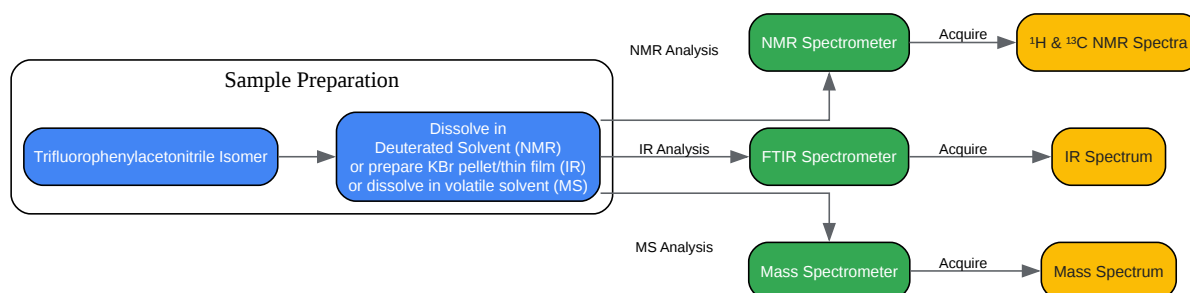 Sample Preparation
Trifluorophenylacetonitrile Isomer
Dissolve in
Deuterated Solvent (NMR)
or prepare KBr pellet/thin film (IR)
or dissolve in volatile solvent (MS)
NMR Analysis
NMR Spectrometer
Acquire
¹H & ¹³C NMR Spectra
IR Analysis
FTIR Spectrometer
Acquire
IR Spectrum
MS Analysis
Mass Spectrometer
Acquire
Mass Spectrum